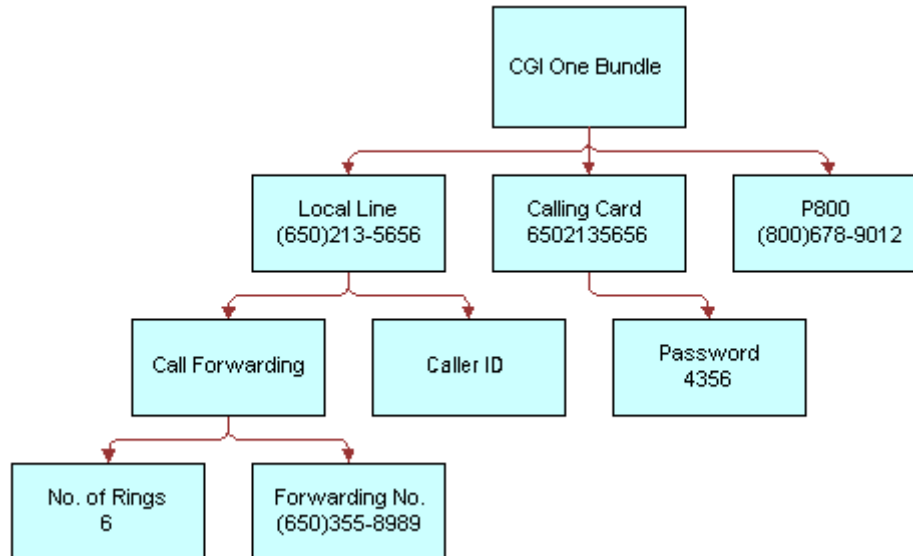 CGI One Bundle
Local Line
(650)213-5656
Calling Card
6502135656
P800
(800)678-9012
Call Forwarding
Caller ID
Password
4356
No. of Rings
6
Forwarding No.
(650)355-8989